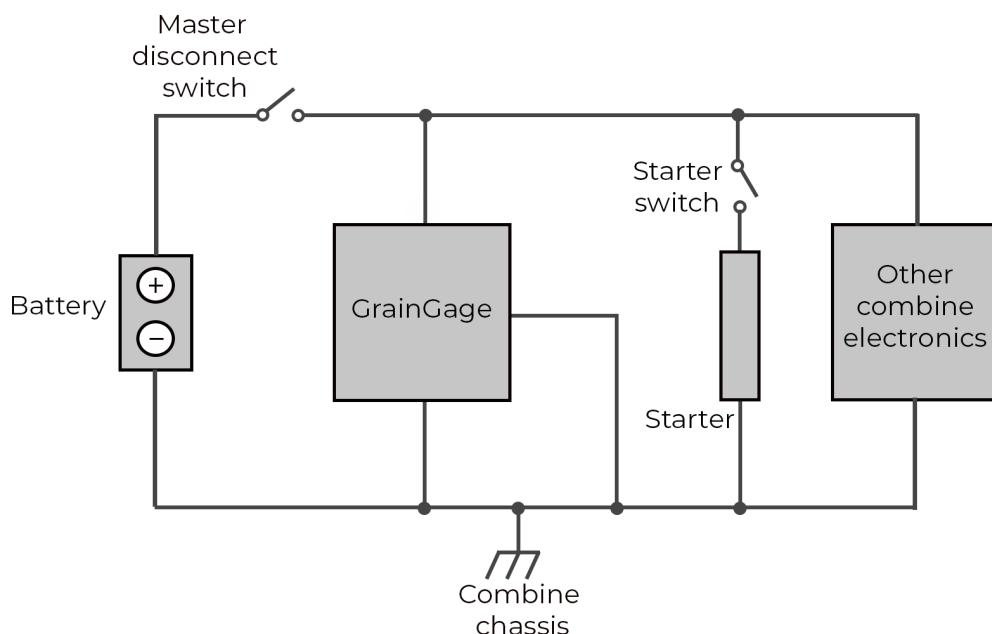 Master
disconnect
switch
Starter
switch
Battery
+
−
GrainGage
Other
combine
electronics
Starter
Combine
chassis